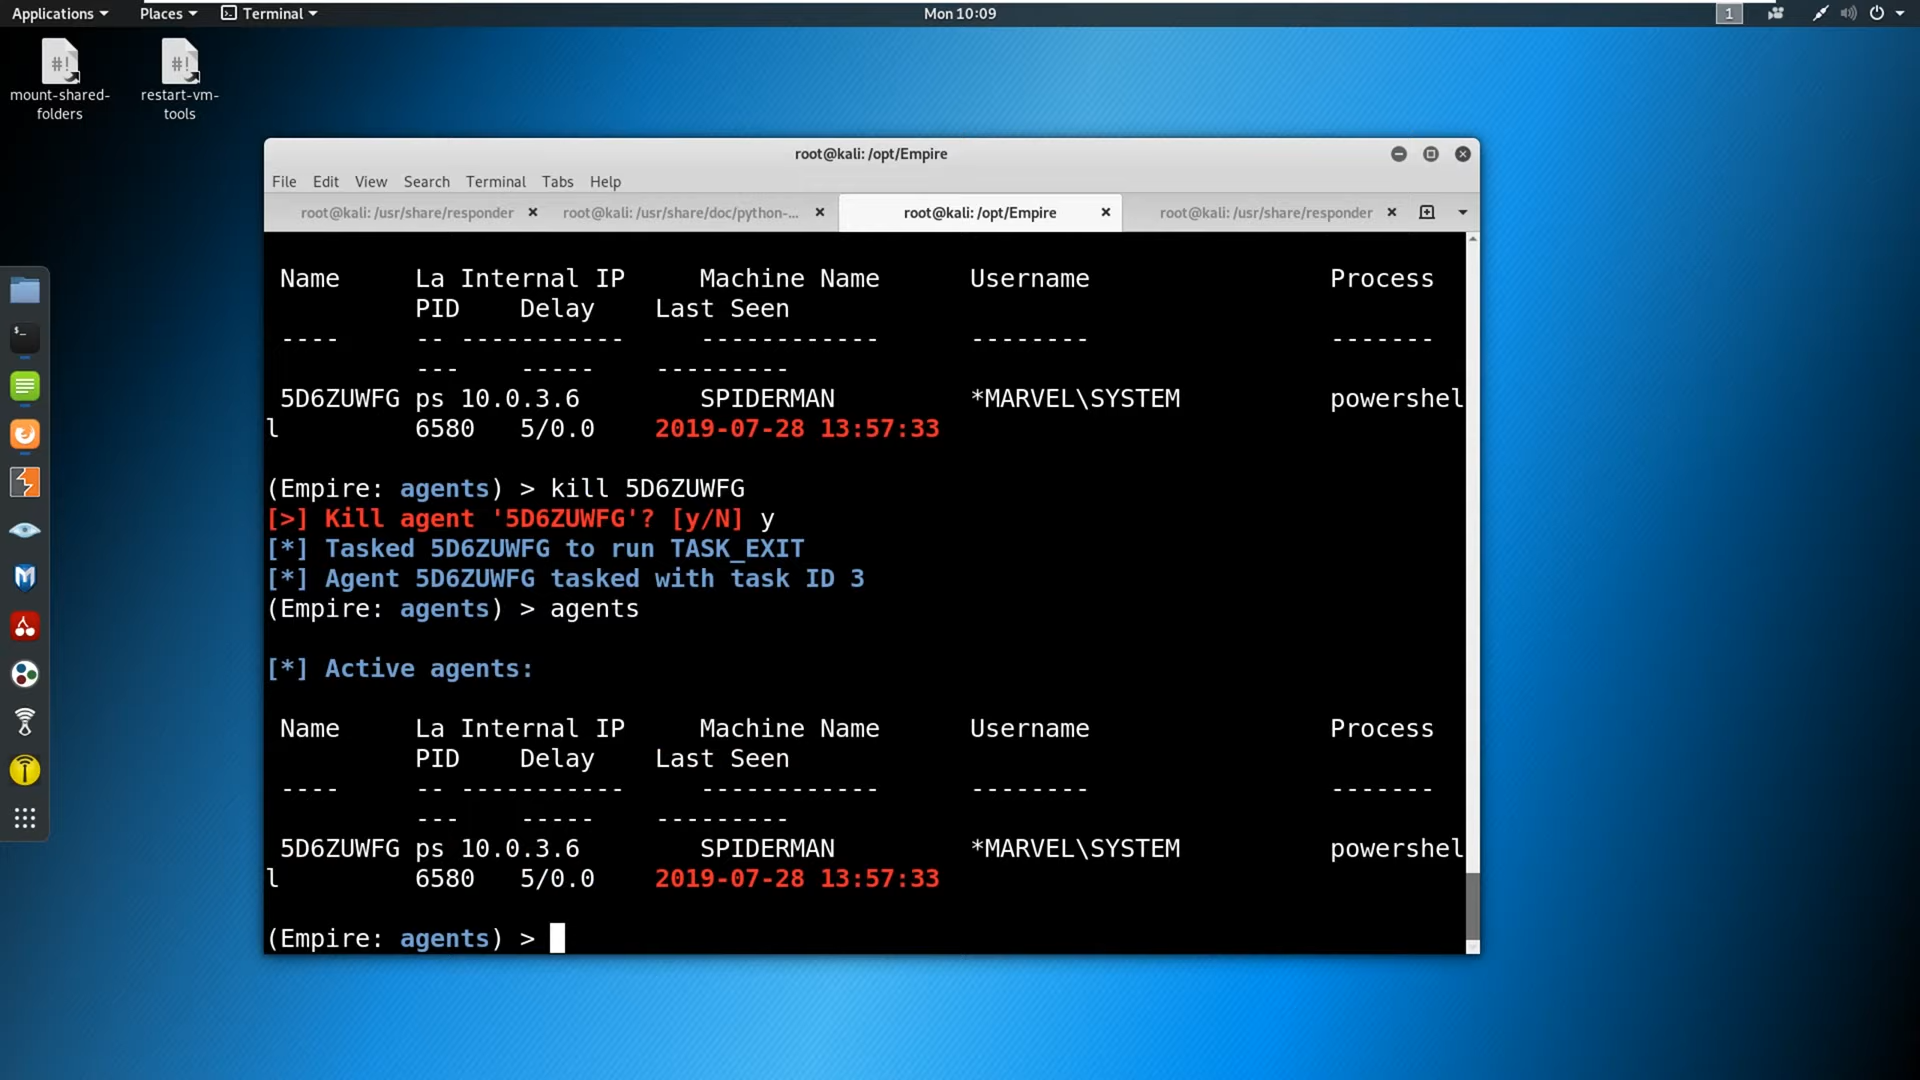 Applications Places Terminal Mon 10:09 1
mount-shared-folders
restart-vm-tools
root@kali: /opt/Empire
File Edit View Search Terminal Tabs Help
root@kali: /usr/share/responder root@kali: /usr/share/doc/python-... root@kali: /opt/Empire root@kali: /usr/share/responder
Name La Internal IP Machine Name Username Process
PID Delay Last Seen
---- -- ----------- ------------ -------- -------
--- ----- ---------
5D6ZUWFG ps 10.0.3.6 SPIDERMAN *MARVEL\SYSTEM powershel
l 6580 5/0.0 2019-07-28 13:57:33
(Empire: agents) > kill 5D6ZUWFG
[>] Kill agent '5D6ZUWFG'? [y/N] y
[*] Tasked 5D6ZUWFG to run TASK_EXIT
[*] Agent 5D6ZUWFG tasked with task ID 3
(Empire: agents) > agents
[*] Active agents:
Name La Internal IP Machine Name Username Process
PID Delay Last Seen
---- -- ----------- ------------ -------- -------
--- ----- ---------
5D6ZUWFG ps 10.0.3.6 SPIDERMAN *MARVEL\SYSTEM powershel
l 6580 5/0.0 2019-07-28 13:57:33
(Empire: agents) >